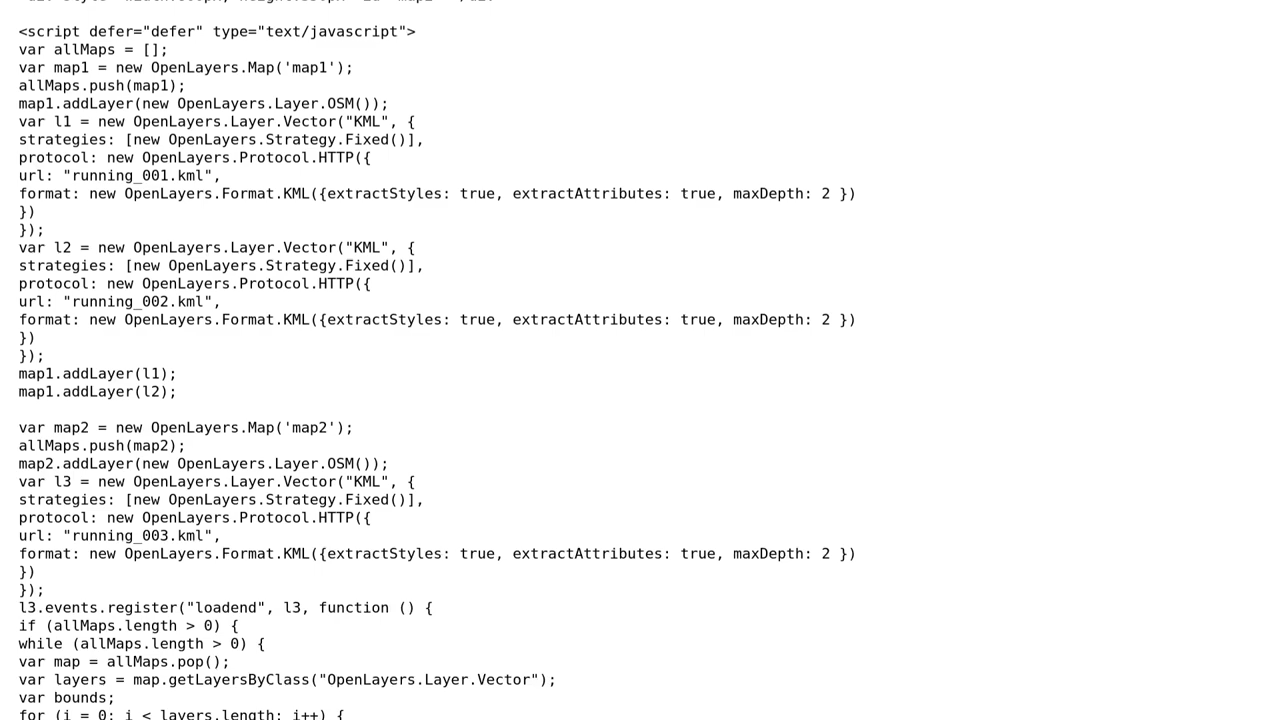 <script defer="defer" type="text/javascript">
var allMaps = [];
var map1 = new OpenLayers.Map('map1');
allMaps.push(map1);
map1.addLayer(new OpenLayers.Layer.OSM());
var l1 = new OpenLayers.Layer.Vector("KML", {
strategies: [new OpenLayers.Strategy.Fixed()],
protocol: new OpenLayers.Protocol.HTTP({
url: "running_001.kml",
format: new OpenLayers.Format.KML({extractStyles: true, extractAttributes: true, maxDepth: 2 })
})
});
var l2 = new OpenLayers.Layer.Vector("KML", {
strategies: [new OpenLayers.Strategy.Fixed()],
protocol: new OpenLayers.Protocol.HTTP({
url: "running_002.kml",
format: new OpenLayers.Format.KML({extractStyles: true, extractAttributes: true, maxDepth: 2 })
})
});
map1.addLayer(l1);
map1.addLayer(l2);

var map2 = new OpenLayers.Map('map2');
allMaps.push(map2);
map2.addLayer(new OpenLayers.Layer.OSM());
var l3 = new OpenLayers.Layer.Vector("KML", {
strategies: [new OpenLayers.Strategy.Fixed()],
protocol: new OpenLayers.Protocol.HTTP({
url: "running_003.kml",
format: new OpenLayers.Format.KML({extractStyles: true, extractAttributes: true, maxDepth: 2 })
})
});
l3.events.register("loadend", l3, function () {
if (allMaps.length > 0) {
while (allMaps.length > 0) {
var map = allMaps.pop();
var layers = map.getLayersByClass("OpenLayers.Layer.Vector");
var bounds;
for (i = 0; i < layers.length; i++) {